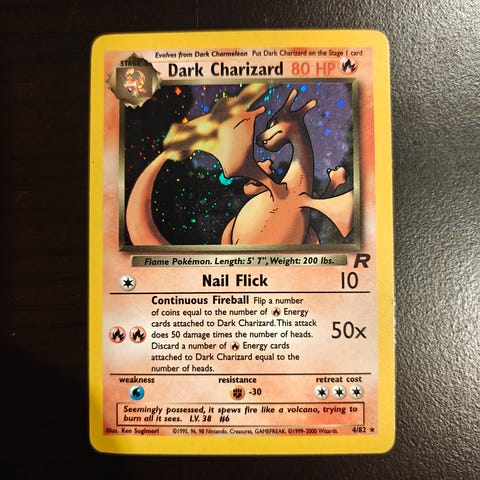 Evolves from Dark Charmeleon Put Dark Charizard on the Stage 1 card
STAGE 2
Dark Charizard 80 HP
Flame Pokémon. Length: 5' 7", Weight: 200 lbs.
R
Nail Flick 10
Continuous Fireball Flip a number
of coins equal to the number of Energy
cards attached to Dark Charizard. This attack
does 50 damage times the number of heads.
Discard a number of Energy cards
attached to Dark Charizard equal to the
number of heads.
50x
weakness resistance retreat cost
-30
Seemingly possessed, it spews fire like a volcano, trying to
burn all it sees. LV. 38 #6
Illus. Ken Sugimori ©1995, 96, 98 Nintendo, Creatures, GAMEFREAK. ©1999-2000 Wizards. 4/82 ★